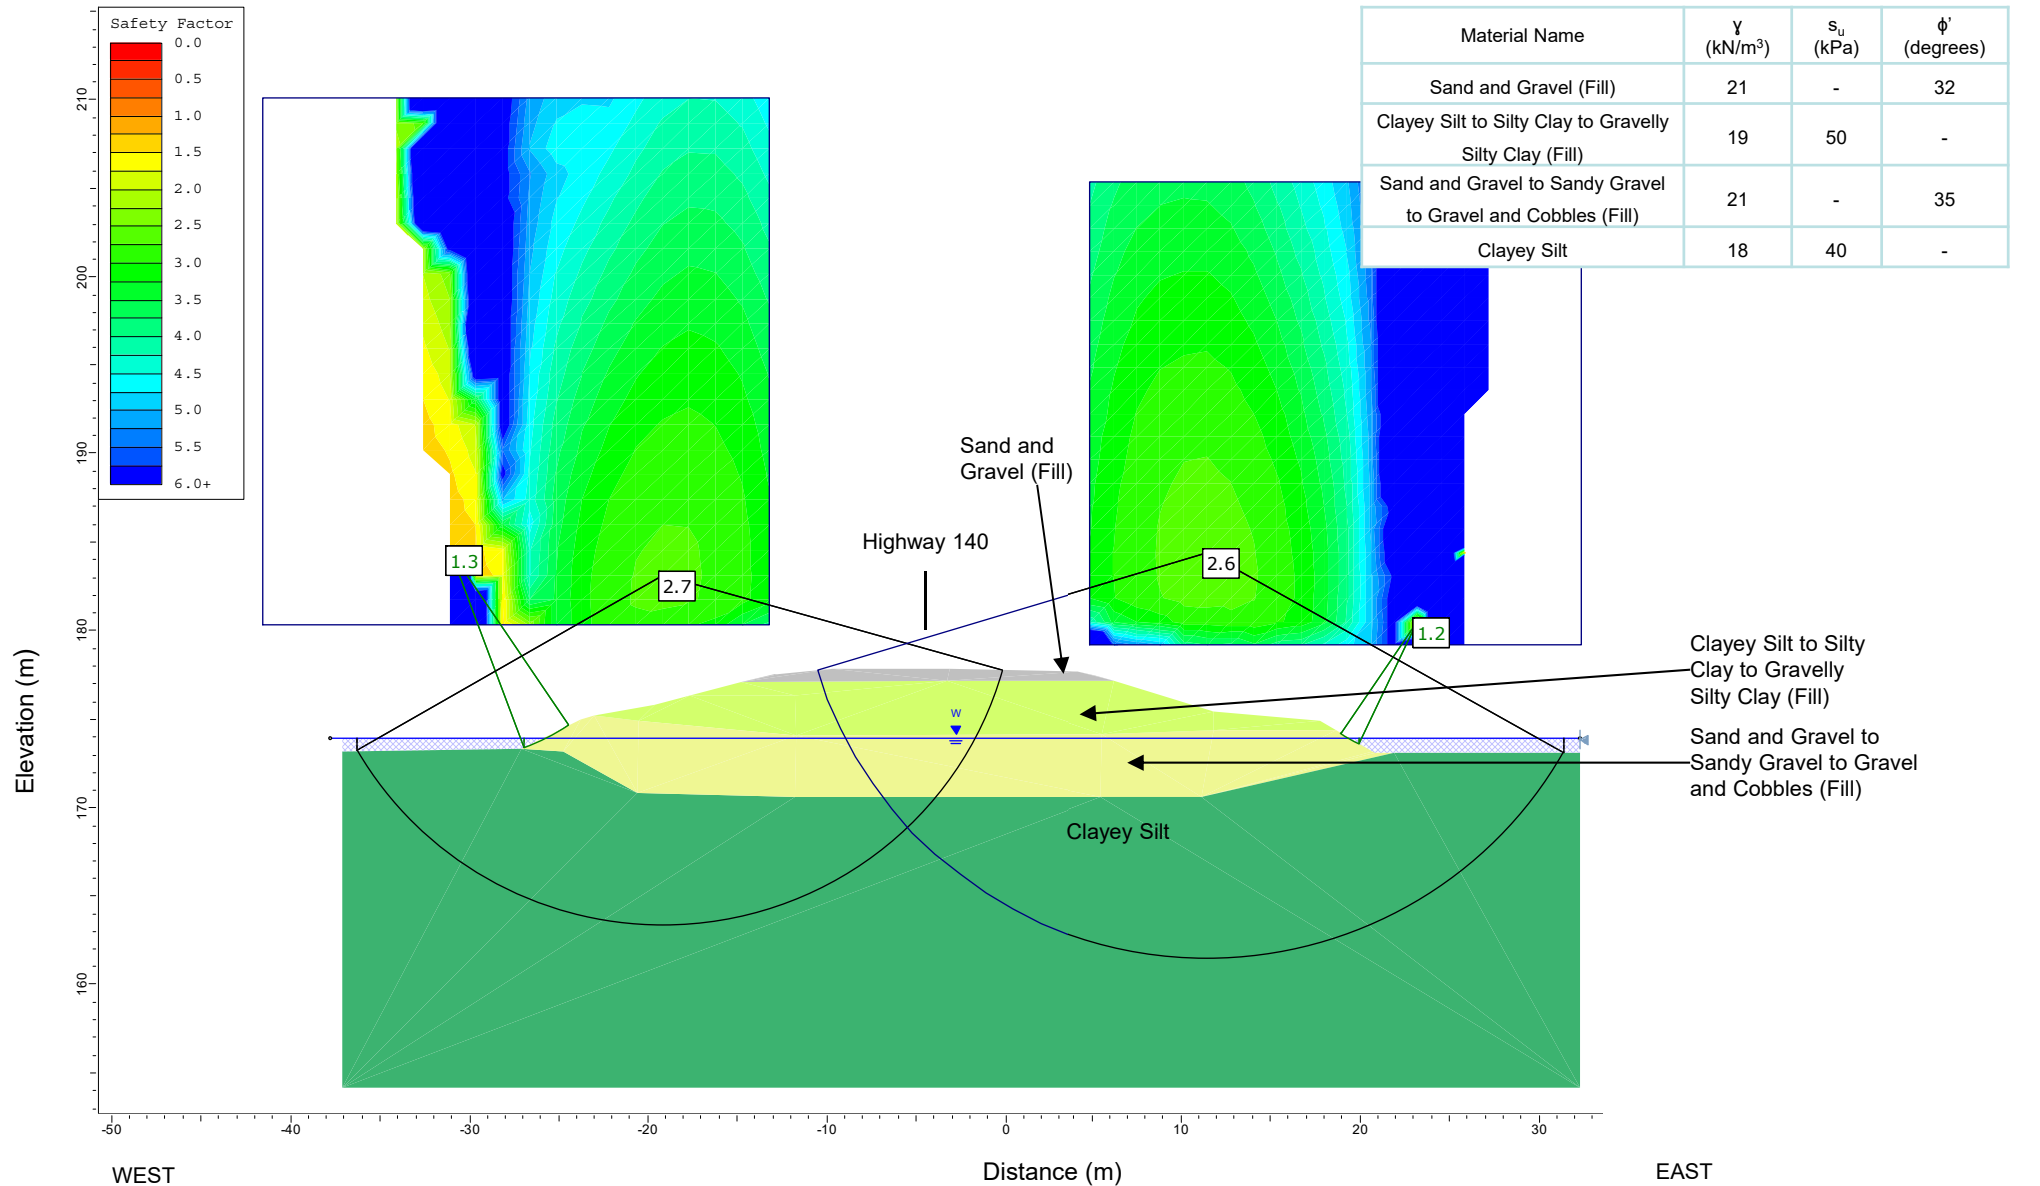 Safety Factor
0.0
0.5
1.0
1.5
2.0
2.5
3.0
3.5
4.0
4.5
5.0
5.5
6.0+
Material Name
ɣ
(kN/m³)
sᵤ
(kPa)
ϕ’
(degrees)
Sand and Gravel (Fill)
21
-
32
Clayey Silt to Silty Clay to Gravelly
Silty Clay (Fill)
19
50
-
Sand and Gravel to Sandy Gravel
to Gravel and Cobbles (Fill)
21
-
35
Clayey Silt
18
40
-
Elevation (m)
210
200
190
180
170
160
Sand and
Gravel (Fill)
Highway 140
1.3
2.7
2.6
1.2
W
Clayey Silt to Silty
Clay to Gravelly
Silty Clay (Fill)
Sand and Gravel to
Sandy Gravel to Gravel
and Cobbles (Fill)
Clayey Silt
-50
-40
-30
-20
-10
0
10
20
30
WEST
Distance (m)
EAST